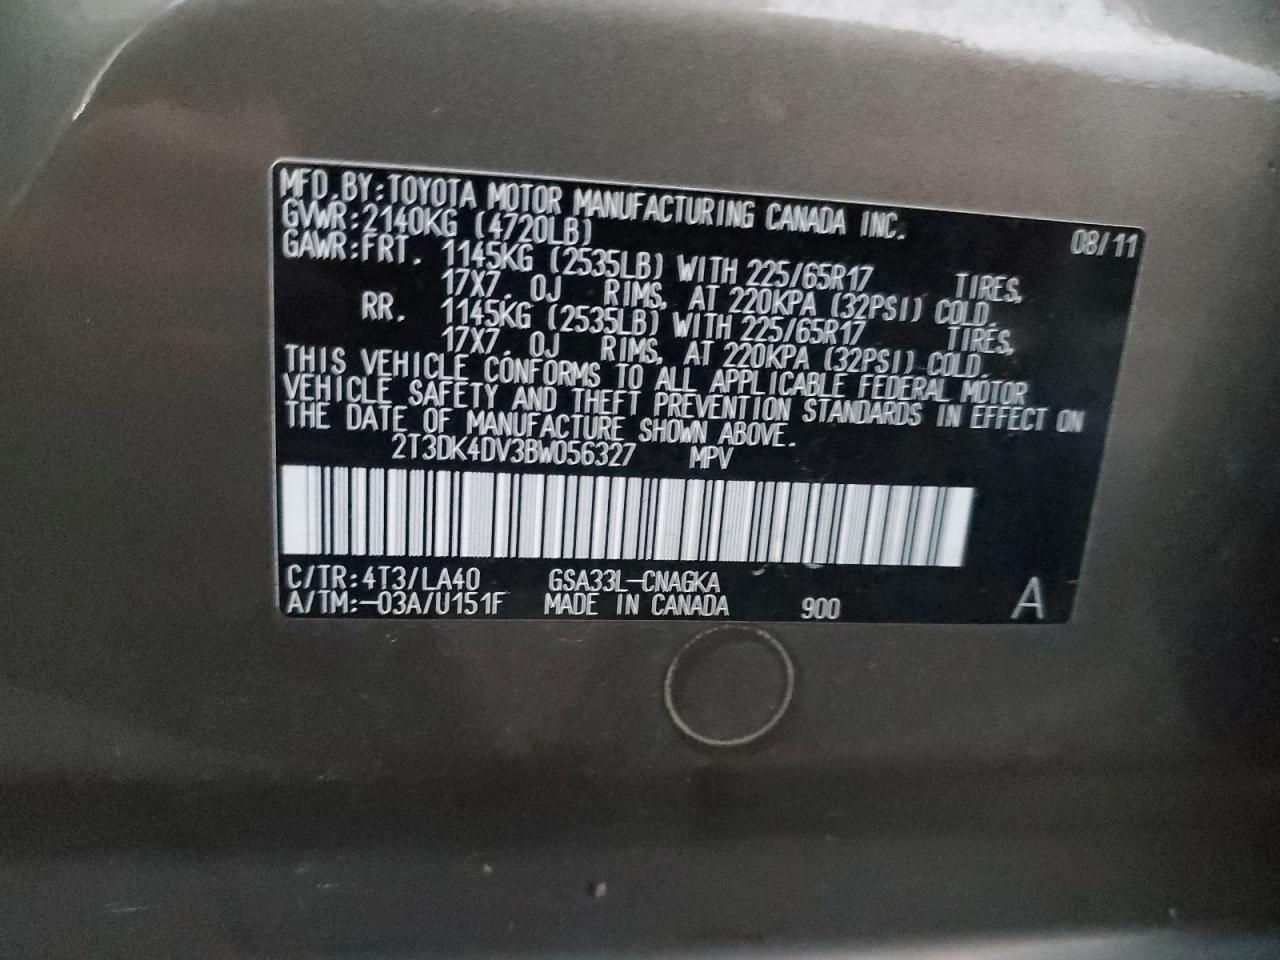 MFD. BY: TOYOTA MOTOR MANUFACTURING CANADA INC.
GVWR: 2140KG (4720LB) 08/11
GAWR: FRT. 1145KG (2535LB) WITH 225/65R17 TIRES,
17X7. 0J RIMS, AT 220KPA (32PSI) COLD.
RR. 1145KG (2535LB) WITH 225/65R17 TIRES,
17X7. 0J RIMS, AT 220KPA (32PSI) COLD.
THIS VEHICLE CONFORMS TO ALL APPLICABLE FEDERAL MOTOR
VEHICLE SAFETY AND THEFT PREVENTION STANDARDS IN EFFECT ON
THE DATE OF MANUFACTURE SHOWN ABOVE.
2T3DK4DV3BW056327 MPV
C/TR: 4T3/LA40 GSA33L-CNAGKA
A/TM: -03A/U151F MADE IN CANADA 900 A